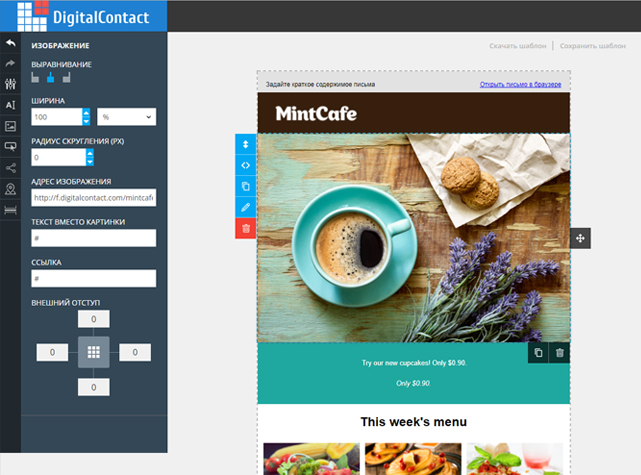 DigitalContact
Скачать шаблон | Сохранить шаблон
ИЗОБРАЖЕНИЕ
ВЫРАВНИВАНИЕ
ШИРИНА
100
%
РАДИУС СКРУГЛЕНИЯ (PX)
0
АДРЕС ИЗОБРАЖЕНИЯ
http://f.digitalcontact.com/mintcafe
ТЕКСТ ВМЕСТО КАРТИНКИ
#
ССЫЛКА
#
ВНЕШНИЙ ОТСТУП
0
0
0
0
Задайте краткое содержимое письма
Открыть письмо в браузере
MintCafe
Try our new cupcakes! Only $0.90.
Only $0.90.
This week's menu